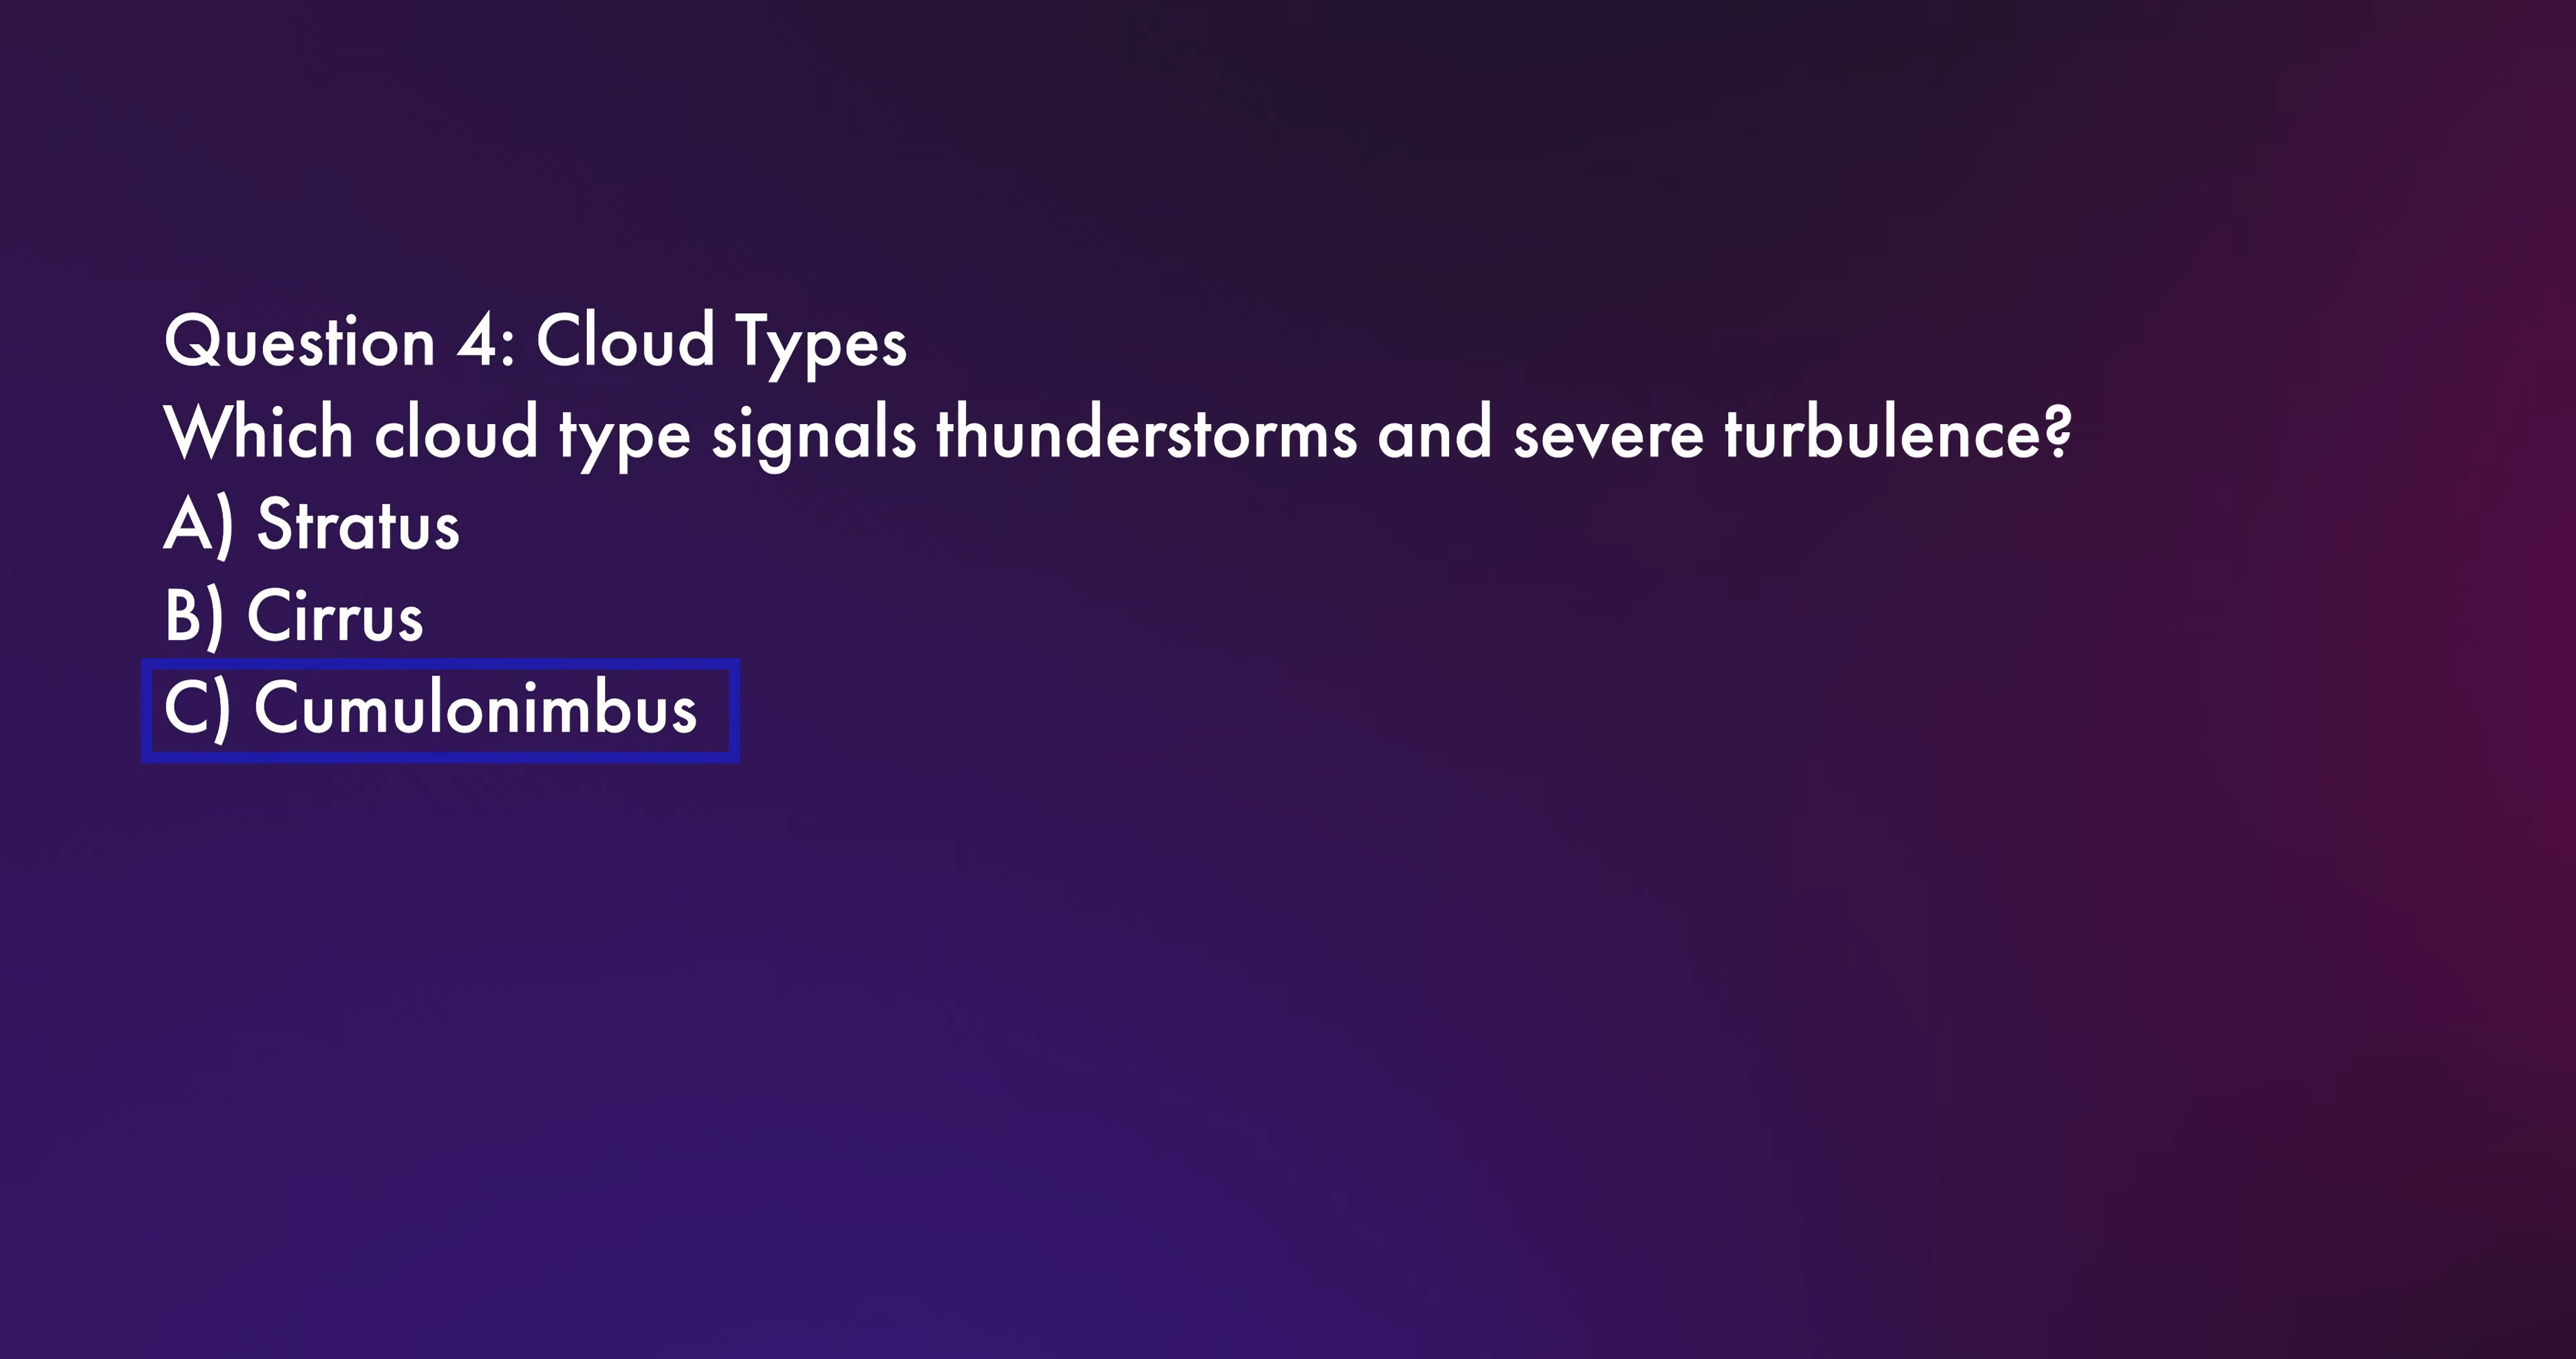 Question 4: Cloud Types
Which cloud type signals thunderstorms and severe turbulence?
A) Stratus
B) Cirrus
C) Cumulonimbus